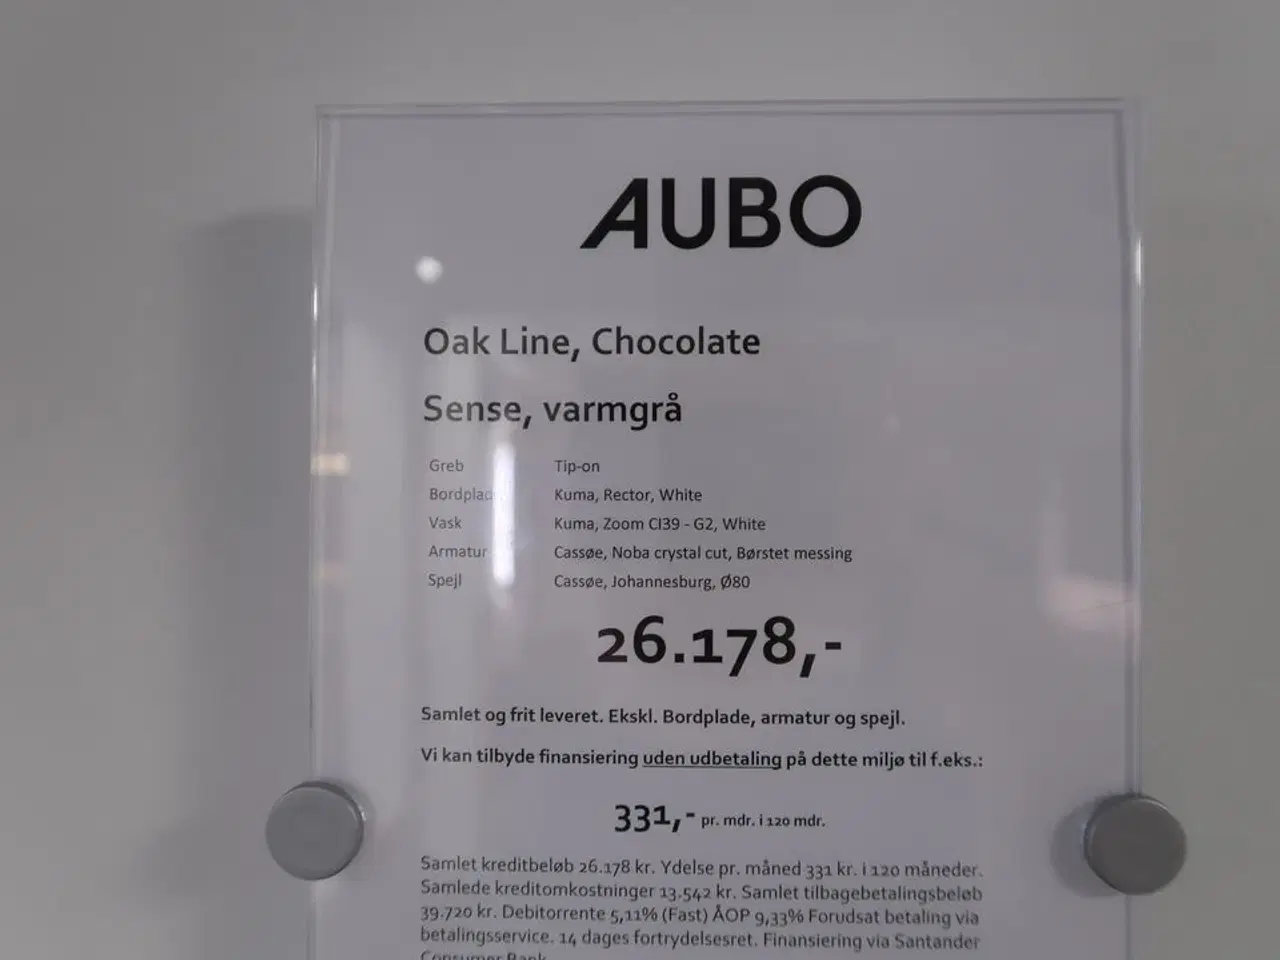 AUBO
Oak Line, Chocolate
Sense, varmgrå
Greb Tip-on
Bordplad Kuma, Rector, White
Vask Kuma, Zoom CI39 - G2, White
Armatur Cassøe, Noba crystal cut, Børstet messing
Spejl Cassøe, Johannesburg, Ø80
26.178,-
Samlet og frit leveret. Ekskl. Bordplade, armatur og spejl.
Vi kan tilbyde finansiering uden udbetaling på dette miljø til f.eks.:
331,- pr. mdr. i 120 mdr.
Samlet kreditbeløb 26.178 kr. Ydelse pr. måned 331 kr. i 120 måneder.
Samlede kreditomkostninger 13.542 kr. Samlet tilbagebetalingsbeløb
39.720 kr. Debitorrente 5,11% (Fast) ÅOP 9,33% Forudsat betaling via
betalingsservice. 14 dages fortrydelsesret. Finansiering via Santander
Consumer Bank